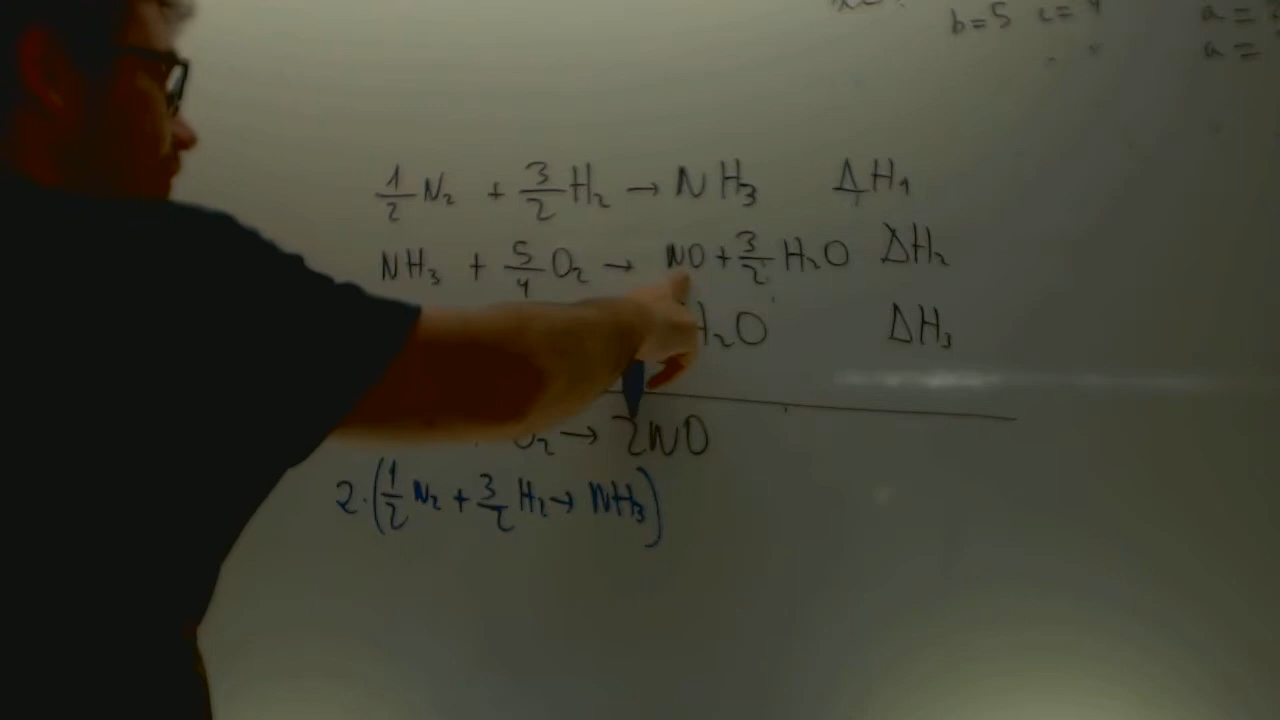 b=5 c=4 a=
a=
1/2 N₂ + 3/2 H₂ → NH₃ ΔH₁
NH₃ + 5/4 O₂ → NO + 3/2 H₂O ΔH₂
H₂O ΔH₃
O₂ → 2NO
2·(1/2 N₂ + 3/2 H₂ → NH₃)